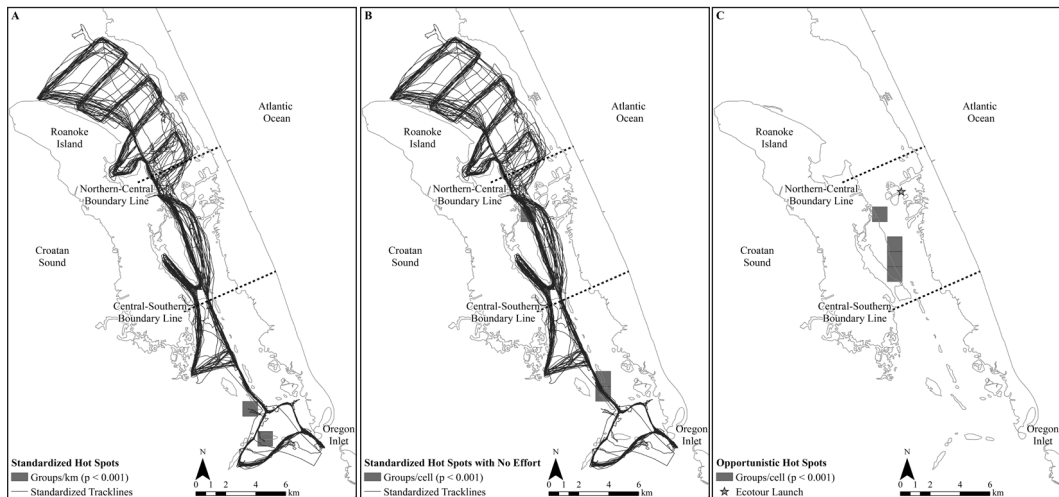 A
Atlantic
Ocean
Roanoke
Island
Northern-Central
Boundary Line
Croatan
Sound
Central-Southern
Boundary Line
Oregon
Inlet
N
Standardized Hot Spots
Groups/km (p < 0.001)
Standardized Tracklines
0 1 2 4 6
km
B
Atlantic
Ocean
Roanoke
Island
Northern-Central
Boundary Line
Croatan
Sound
Central-Southern
Boundary Line
Oregon
Inlet
N
Standardized Hot Spots with No Effort
Groups/cell (p < 0.001)
Standardized Tracklines
0 1 2 4 6
km
C
Atlantic
Ocean
Roanoke
Island
Northern-Central
Boundary Line
Croatan
Sound
Central-Southern
Boundary Line
Oregon
Inlet
N
Opportunistic Hot Spots
Groups/cell (p < 0.001)
Ecotour Launch
0 1 2 4 6
km